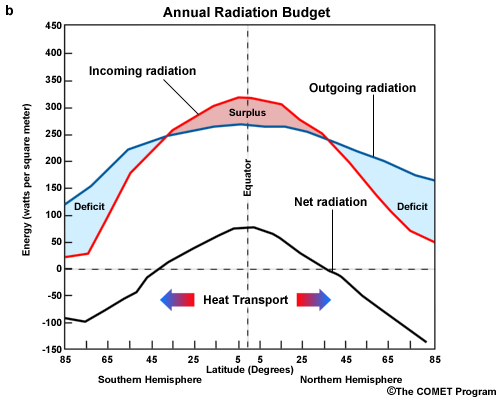 b
Annual Radiation Budget
450
400
350
300
250
200
150
100
50
0
-50
-100
-150
Energy (watts per square meter)
Incoming radiation
Outgoing radiation
Surplus
Equator
Deficit
Deficit
Net radiation
Heat Transport
85 65 45 25 5 5 25 45 65 85
Latitude (Degrees)
Southern Hemisphere Northern Hemisphere
©The COMET Program